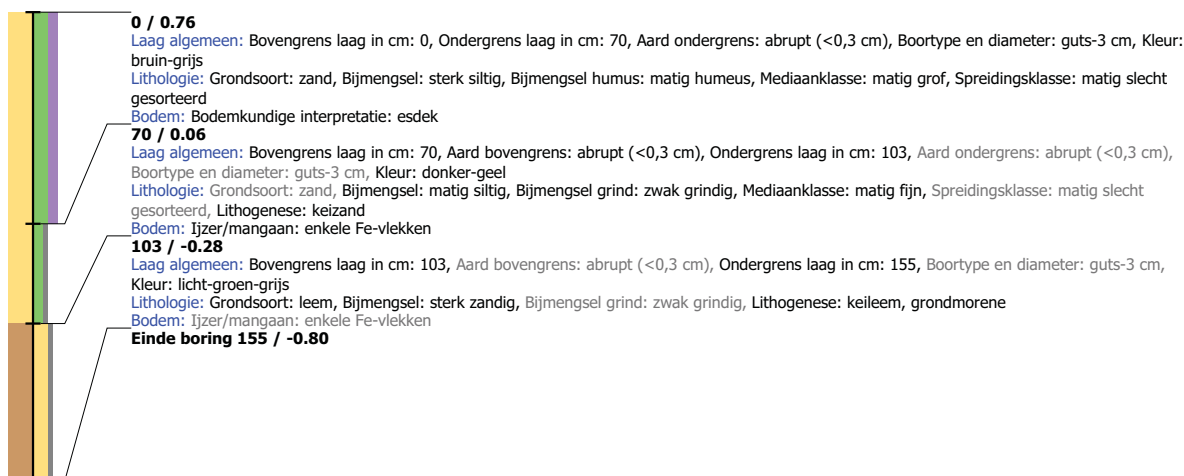 0 / 0.76
Laag algemeen: Bovengrens laag in cm: 0, Ondergrens laag in cm: 70, Aard ondergrens: abrupt (<0,3 cm), Boortype en diameter: guts-3 cm, Kleur:
bruin-grijs
Lithologie: Grondsoort: zand, Bijmengsel: sterk siltig, Bijmengsel humus: matig humeus, Mediaanklasse: matig grof, Spreidingsklasse: matig slecht
gesorteerd
Bodem: Bodemkundige interpretatie: esdek
70 / 0.06
Laag algemeen: Bovengrens laag in cm: 70, Aard bovengrens: abrupt (<0,3 cm), Ondergrens laag in cm: 103, Aard ondergrens: abrupt (<0,3 cm),
Boortype en diameter: guts-3 cm, Kleur: donker-geel
Lithologie: Grondsoort: zand, Bijmengsel: matig siltig, Bijmengsel grind: zwak grindig, Mediaanklasse: matig fijn, Spreidingsklasse: matig slecht
gesorteerd, Lithogenese: keizand
Bodem: Ijzer/mangaan: enkele Fe-vlekken
103 / -0.28
Laag algemeen: Bovengrens laag in cm: 103, Aard bovengrens: abrupt (<0,3 cm), Ondergrens laag in cm: 155, Boortype en diameter: guts-3 cm,
Kleur: licht-groen-grijs
Lithologie: Grondsoort: leem, Bijmengsel: sterk zandig, Bijmengsel grind: zwak grindig, Lithogenese: keileem, grondmorene
Bodem: Ijzer/mangaan: enkele Fe-vlekken
Einde boring 155 / -0.80